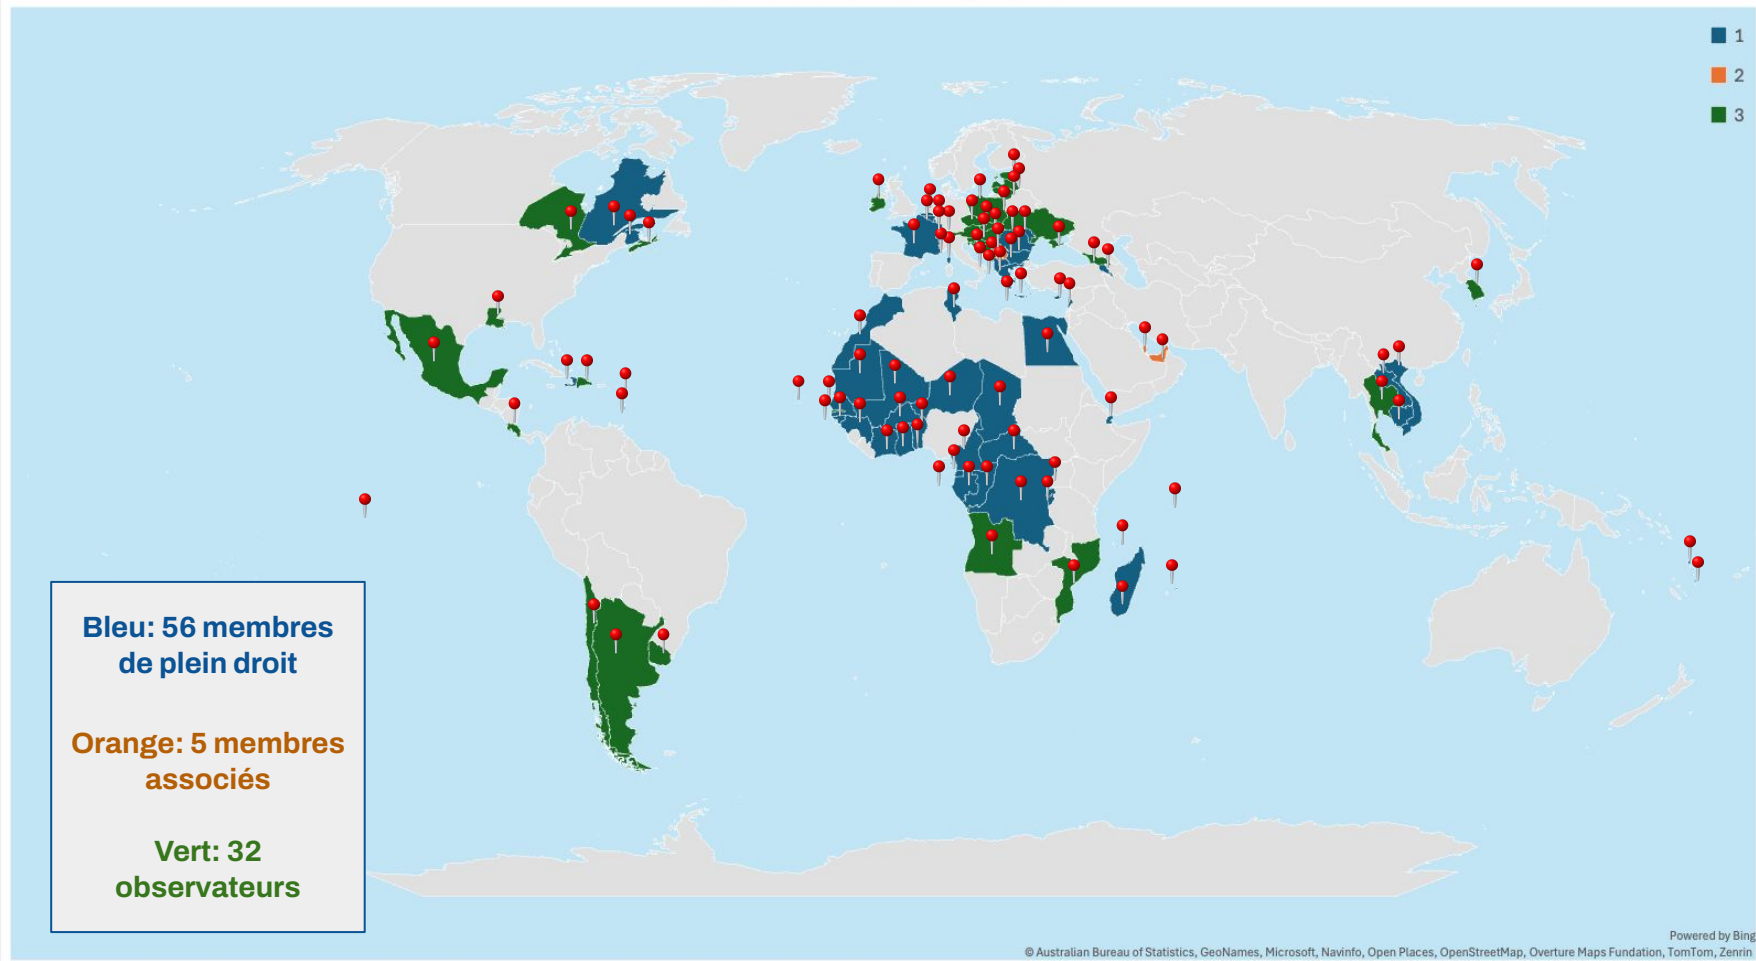 1
2
3
Bleu: 56 membres
de plein droit
Orange: 5 membres
associés
Vert: 32
observateurs
Powered by Bing
© Australian Bureau of Statistics, GeoNames, Microsoft, Navinfo, Open Places, OpenStreetMap, Overture Maps Fundation, TomTom, Zenrin